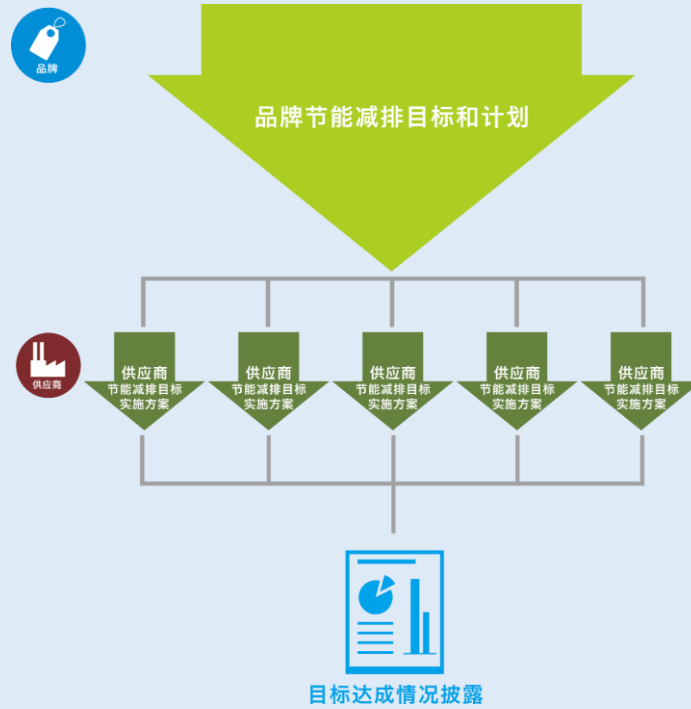 品牌
品牌节能减排目标和计划
供应商
供应商
节能减排目标
实施方案
供应商
节能减排目标
实施方案
供应商
节能减排目标
实施方案
供应商
节能减排目标
实施方案
供应商
节能减排目标
实施方案
目标达成情况披露